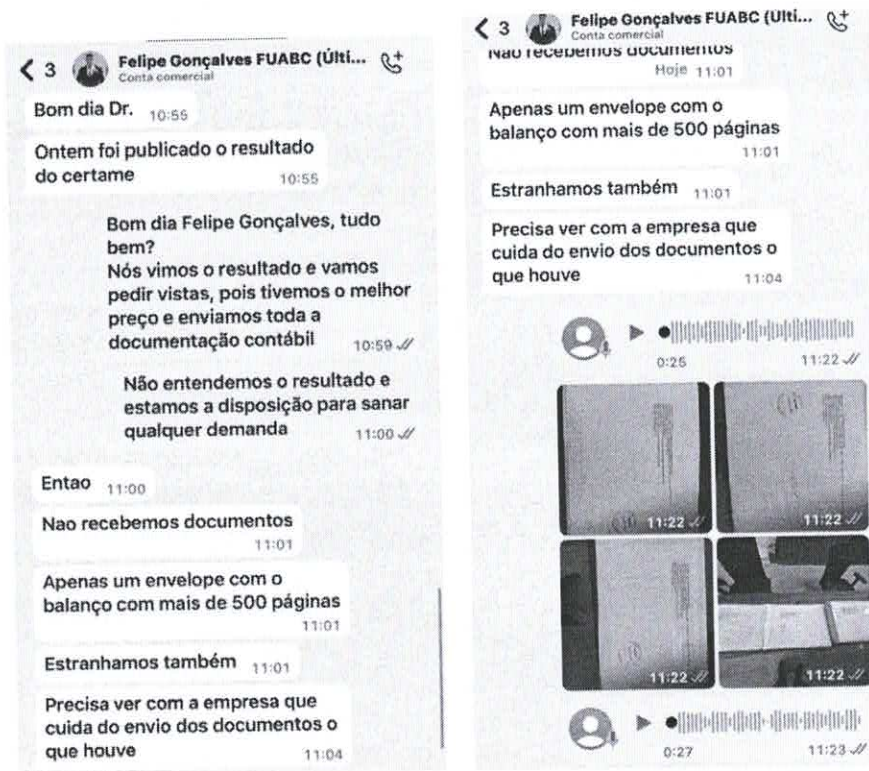 3
Felipe Gonçalves FUABC (Últi...
Conta comercial
Bom dia Dr. 10:55
Ontem foi publicado o resultado
do certame 10:55
Bom dia Felipe Gonçalves, tudo
bem?
Nós vimos o resultado e vamos
pedir vistas, pois tivemos o melhor
preço e enviamos toda a
documentação contábil 10:59
Não entendemos o resultado e
estamos a disposição para sanar
qualquer demanda 11:00
Entao 11:00
Nao recebemos documentos
11:01
Apenas um envelope com o
balanço com mais de 500 páginas
11:01
Estranhamos também 11:01
Precisa ver com a empresa que
cuida do envio dos documentos o
que houve 11:04
3
Felipe Gonçalves FUABC (Últi...
Conta comercial
Nao recebemos documentos
Hoje 11:01
Apenas um envelope com o
balanço com mais de 500 páginas
11:01
Estranhamos também 11:01
Precisa ver com a empresa que
cuida do envio dos documentos o
que houve 11:04
0:25 11:22
11:22 11:22
11:22 11:22
0:27 11:23